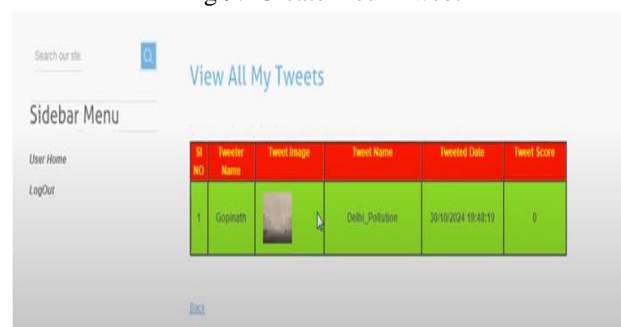 Search our site:
View All My Tweets
Sidebar Menu
User Home
LogOut
SI NO Tweeter Name Tweet Image Tweet Name Tweeted Date Tweet Score
1 Gopinath Delhi_Pollution 30/10/2024 19:48:19 0
Back